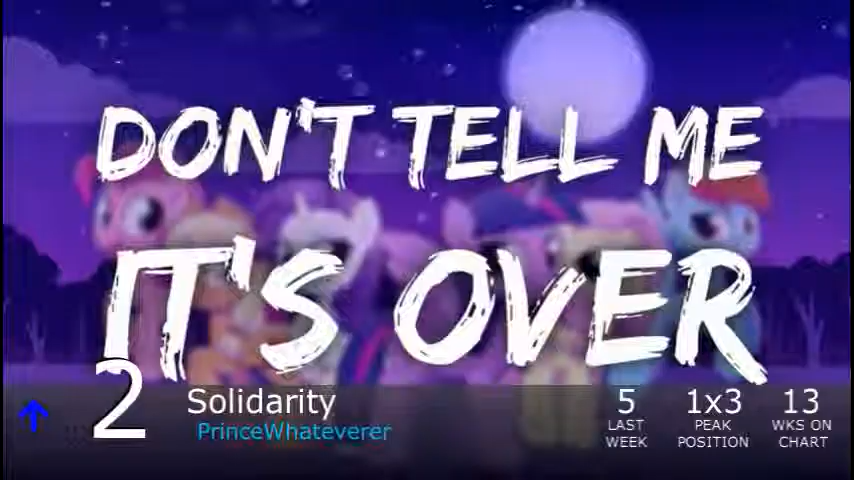 DON'T TELL ME
IT'S OVER
2
Solidarity
PrinceWhateverer
5
LAST
WEEK
1x3
PEAK
POSITION
13
WKS ON
CHART